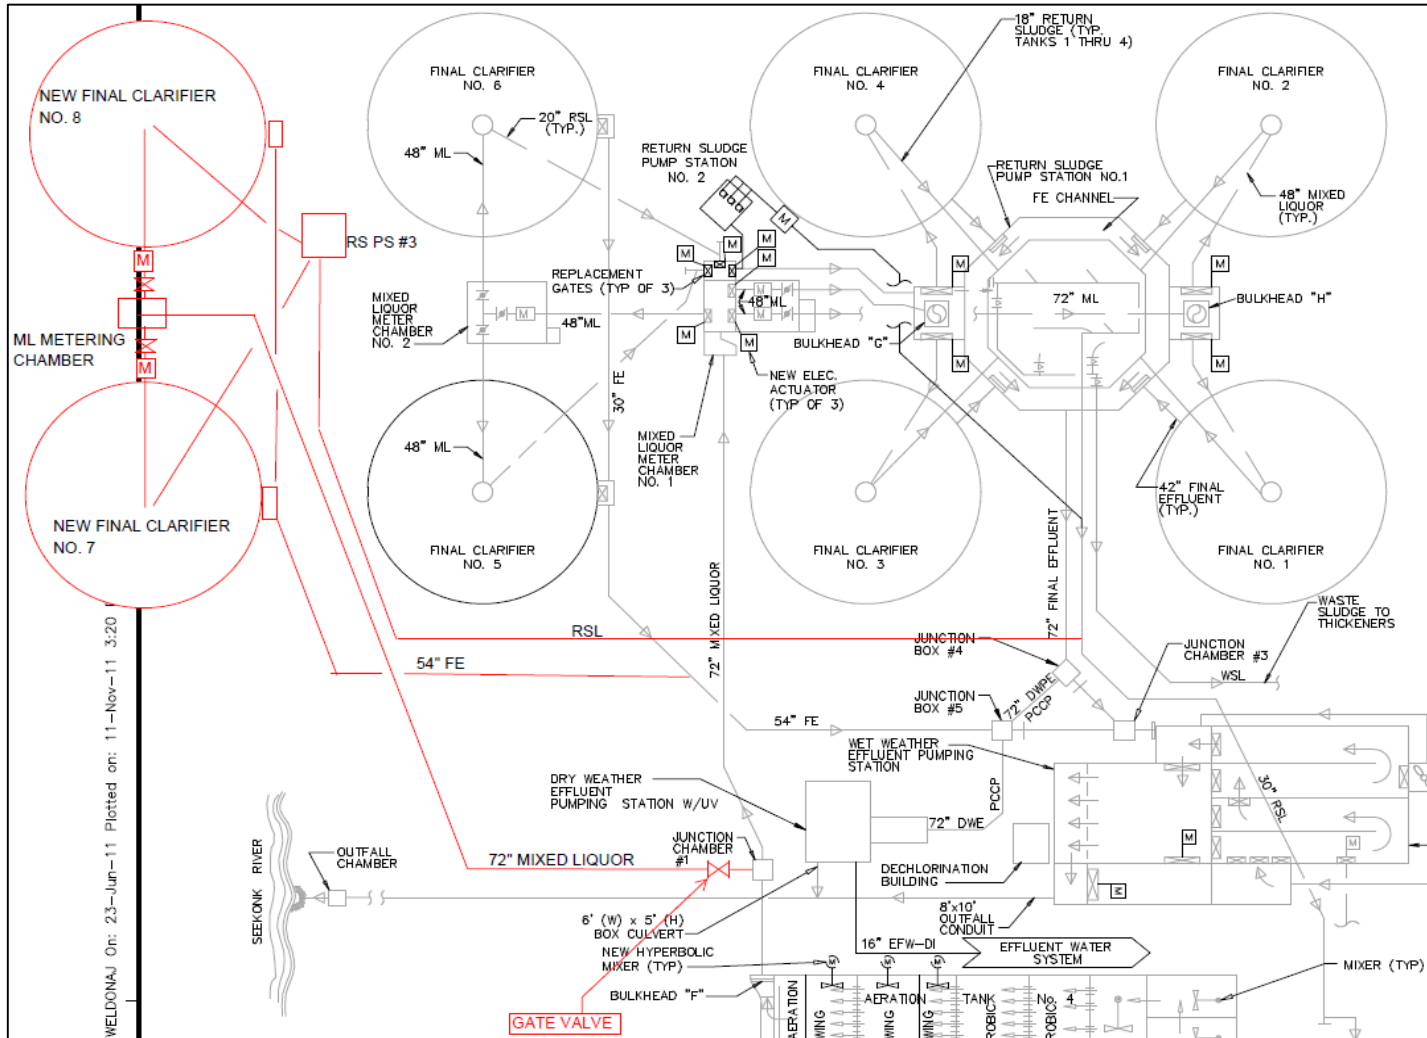 18" RETURN
SLUDGE (TYP.
TANKS 1 THRU 4)
NEW FINAL CLARIFIER
NO. 8
FINAL CLARIFIER
NO. 6
FINAL CLARIFIER
NO. 4
FINAL CLARIFIER
NO. 2
20" RSL
(TYP.)
48" ML
RETURN SLUDGE
PUMP STATION
NO. 2
RETURN SLUDGE
PUMP STATION NO.1
FE CHANNEL
48" MIXED
LIQUOR
(TYP.)
RS PS #3
M
M
M
M
M
M
M
M
REPLACEMENT
GATES (TYP OF 3)
MIXED
LIQUOR
METER
CHAMBER
NO. 2
M
48"ML
48"ML
M
M
72" ML
BULKHEAD "H"
BULKHEAD "G"
ML METERING
CHAMBER
M
M
M
M
M
NEW ELEC.
ACTUATOR
(TYP OF 3)
30" FE
48" ML
MIXED
LIQUOR
METER
CHAMBER
NO. 1
42" FINAL
EFFLUENT
(TYP.)
NEW FINAL CLARIFIER
NO. 7
FINAL CLARIFIER
NO. 5
FINAL CLARIFIER
NO. 3
FINAL CLARIFIER
NO. 1
72" MIXED LIQUOR
72" FINAL EFFLUENT
WASTE
SLUDGE TO
THICKENERS
RSL
54" FE
JUNCTION
BOX #4
JUNCTION
CHAMBER #3
WSL
72" DWPE
PCCP
JUNCTION
BOX #5
54" FE
WET WEATHER
EFFLUENT PUMPING
STATION
DRY WEATHER
EFFLUENT
PUMPING STATION W/UV
PCCP
30" RSL
72" DWE
JUNCTION
CHAMBER
#1
72" MIXED LIQUOR
OUTFALL
CHAMBER
SEEKONK RIVER
DECHLORINATION
BUILDING
M
M
M
8'x10'
OUTFALL
CONDUIT
6' (W) x 5' (H)
BOX CULVERT
NEW HYPERBOLIC
MIXER (TYP)
16" EFW-DI
EFFLUENT WATER
SYSTEM
M
M
M
MIXER (TYP)
BULKHEAD "F"
GATE VALVE
AERATION
AERATION TANK No. 4
WING
WING
WING
ROBIC
ROBIC
WELDONAJ On: 23-Jun-11 Plotted on: 11-Nov-11 3:20